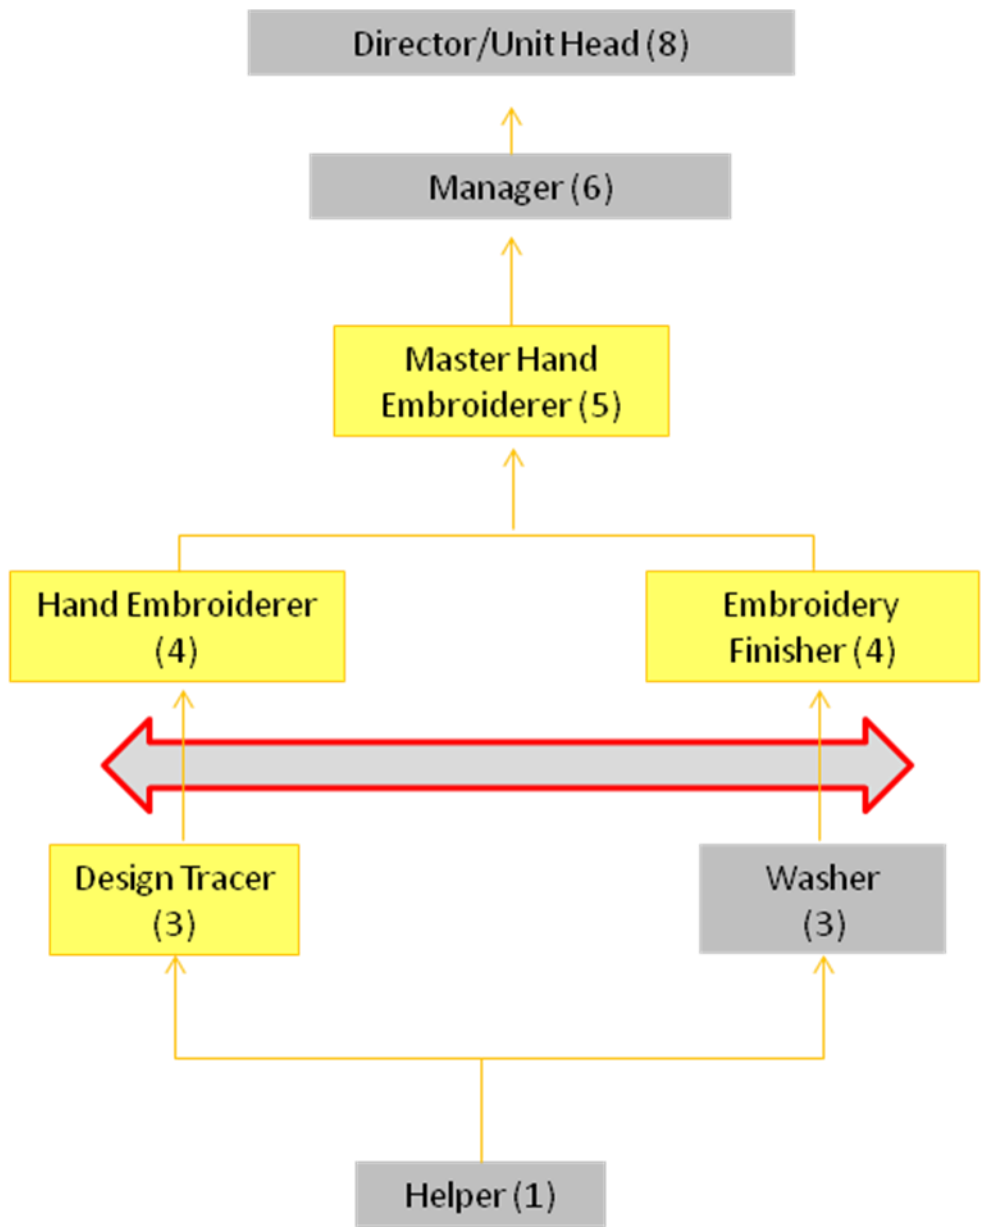 Director/Unit Head (8)
Manager (6)
Master Hand
Embroiderer (5)
Hand Embroiderer
(4)
Embroidery
Finisher (4)
Design Tracer
(3)
Washer
(3)
Helper (1)